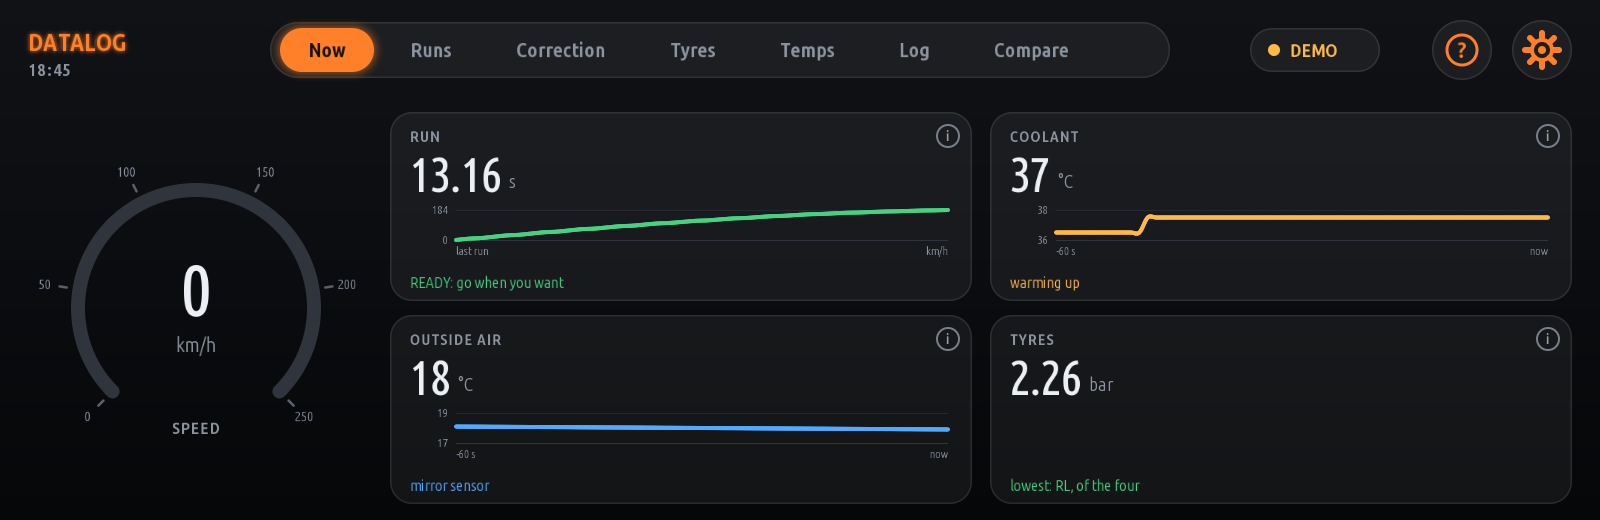 DATALOG
18:45
Now
Runs
Correction
Tyres
Temps
Log
Compare
DEMO
?
0
50
100
150
200
250
0
km/h
SPEED
RUN
i
13.16 s
184
0
last run
km/h
READY: go when you want
COOLANT
i
37 °C
38
36
-60 s
now
warming up
OUTSIDE AIR
i
18 °C
19
17
-60 s
now
mirror sensor
TYRES
i
2.26 bar
lowest: RL, of the four